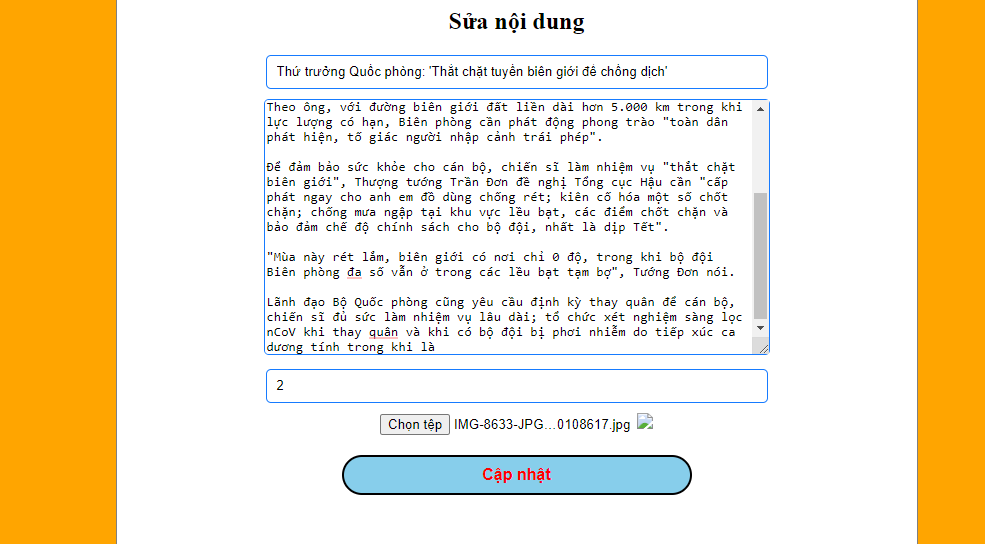 Sửa nội dung
Thứ trưởng Quốc phòng: 'Thắt chặt tuyến biên giới để chống dịch'
Theo ông, với đường biên giới đất liền dài hơn 5.000 km trong khi
lực lượng có hạn, Biên phòng cần phát động phong trào "toàn dân
phát hiện, tố giác người nhập cảnh trái phép".
Để đảm bảo sức khỏe cho cán bộ, chiến sĩ làm nhiệm vụ "thắt chặt
biên giới", Thượng tướng Trần Đơn đề nghị Tổng cục Hậu cần "cấp
phát ngay cho anh em đồ dùng chống rét; kiên cố hóa một số chốt
chặn; chống mưa ngập tại khu vực lều bạt, các điểm chốt chặn và
bảo đảm chế độ chính sách cho bộ đội, nhất là dịp Tết".
"Mùa này rét lắm, biên giới có nơi chỉ 0 độ, trong khi bộ đội
Biên phòng đa số vẫn ở trong các lều bạt tạm bợ", Tướng Đơn nói.
Lãnh đạo Bộ Quốc phòng cũng yêu cầu định kỳ thay quân để cán bộ,
chiến sĩ đủ sức làm nhiệm vụ lâu dài; tổ chức xét nghiệm sàng lọc
nCoV khi thay quân và khi có bộ đội bị phơi nhiễm do tiếp xúc ca
dương tính trong khi là
2
Chọn tệp IMG-8633-JPG...0108617.jpg
Cập nhật